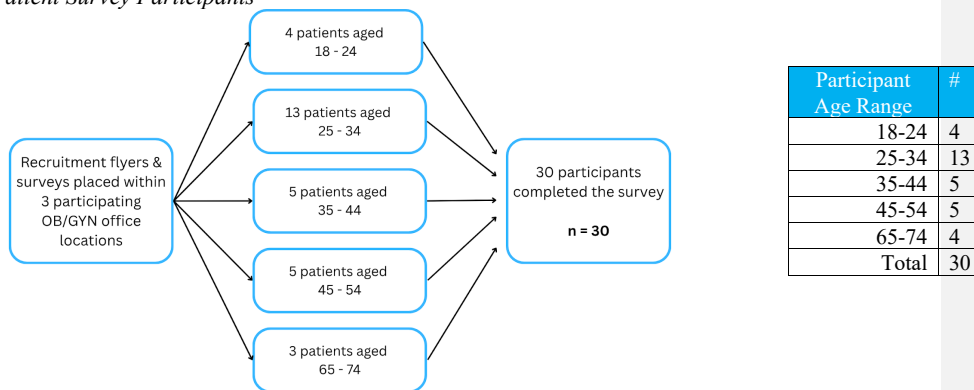 Patient Survey Participants
4 patients aged
18 - 24
13 patients aged
25 - 34
Recruitment flyers &
surveys placed within
3 participating
OB/GYN office
locations
5 patients aged
35 - 44
5 patients aged
45 - 54
3 patients aged
65 - 74
30 participants
completed the survey
n = 30
Participant Age Range #
18-24 4
25-34 13
35-44 5
45-54 5
65-74 4
Total 30